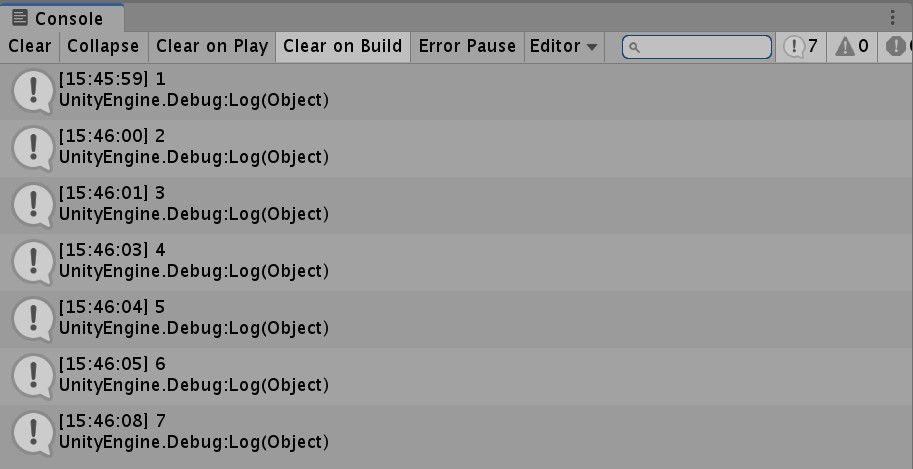 Console
Clear Collapse Clear on Play Clear on Build Error Pause Editor 7 0
[15:45:59] 1
UnityEngine.Debug:Log(Object)
[15:46:00] 2
UnityEngine.Debug:Log(Object)
[15:46:01] 3
UnityEngine.Debug:Log(Object)
[15:46:03] 4
UnityEngine.Debug:Log(Object)
[15:46:04] 5
UnityEngine.Debug:Log(Object)
[15:46:05] 6
UnityEngine.Debug:Log(Object)
[15:46:08] 7
UnityEngine.Debug:Log(Object)